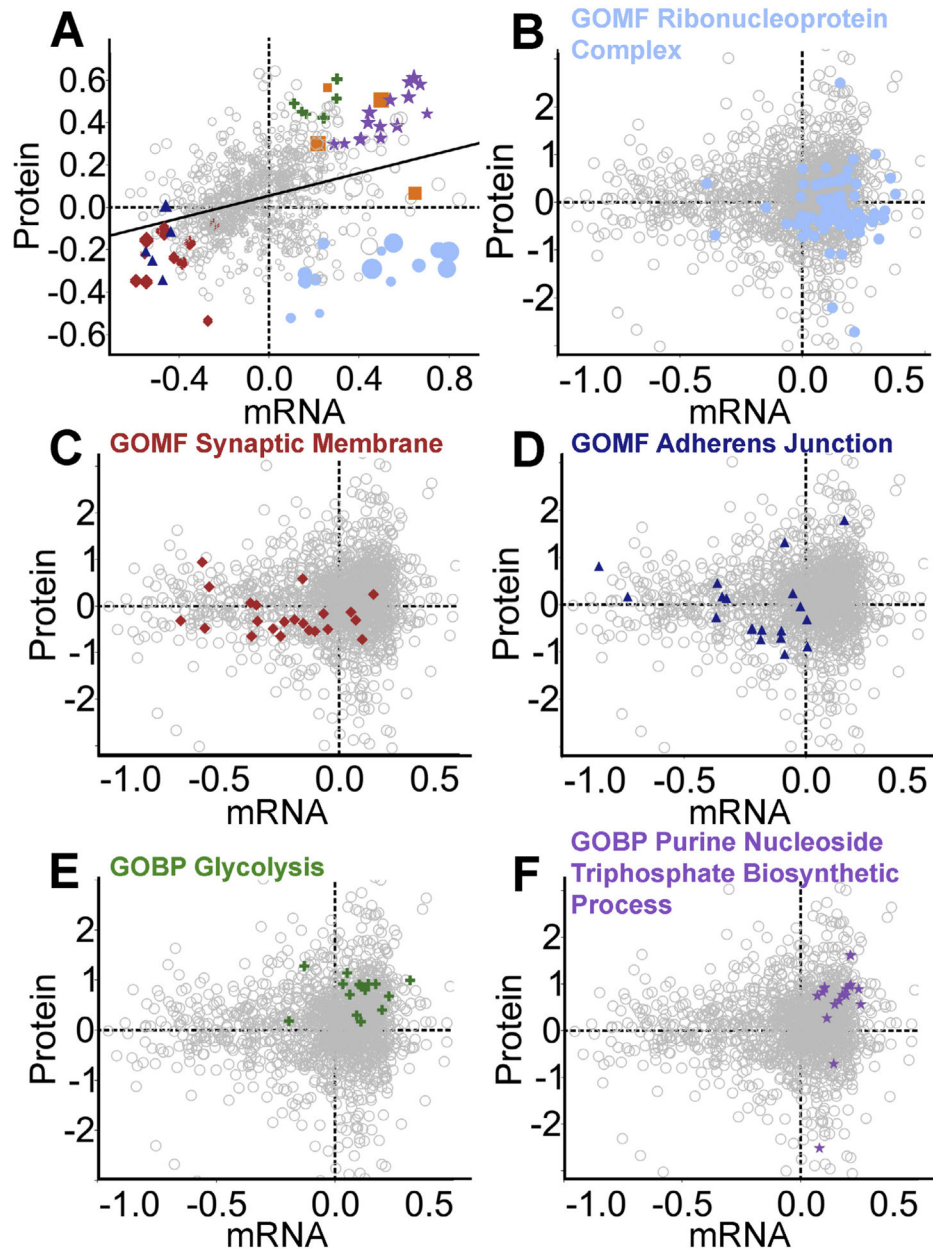 A
0.6
0.4
0.2
0.0
-0.2
-0.4
-0.6
Protein
-0.4
0.0
0.4
0.8
mRNA
B
GOMF Ribonucleoprotein
Complex
2
1
0
-1
-2
Protein
-1.0
-0.5
0.0
0.5
mRNA
C
GOMF Synaptic Membrane
2
1
0
-1
-2
Protein
-1.0
-0.5
0.0
0.5
mRNA
D
GOMF Adherens Junction
2
1
0
-1
-2
Protein
-1.0
-0.5
0.0
0.5
mRNA
E
GOBP Glycolysis
2
1
0
-1
-2
Protein
-1.0
-0.5
0.0
0.5
mRNA
F
GOBP Purine Nucleoside
Triphosphate Biosynthetic
Process
2
1
0
-1
-2
Protein
-1.0
-0.5
0.0
0.5
mRNA